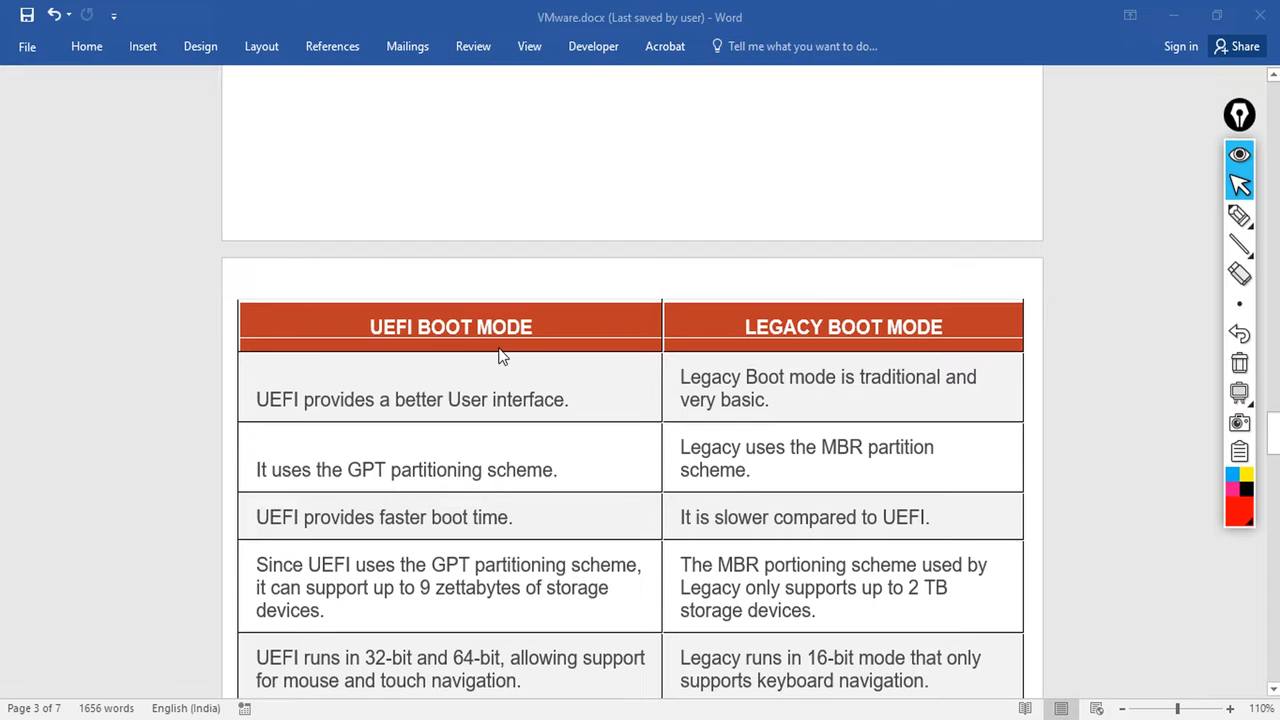 VMware.docx (Last saved by user) - Word
File Home Insert Design Layout References Mailings Review View Developer Acrobat Tell me what you want to do... Sign in Share
UEFI BOOT MODE
LEGACY BOOT MODE
UEFI provides a better User interface.
Legacy Boot mode is traditional and
very basic.
It uses the GPT partitioning scheme.
Legacy uses the MBR partition
scheme.
UEFI provides faster boot time.
It is slower compared to UEFI.
Since UEFI uses the GPT partitioning scheme,
it can support up to 9 zettabytes of storage
devices.
The MBR portioning scheme used by
Legacy only supports up to 2 TB
storage devices.
UEFI runs in 32-bit and 64-bit, allowing support
for mouse and touch navigation.
Legacy runs in 16-bit mode that only
supports keyboard navigation.
Page 3 of 7 1656 words English (India) 110%